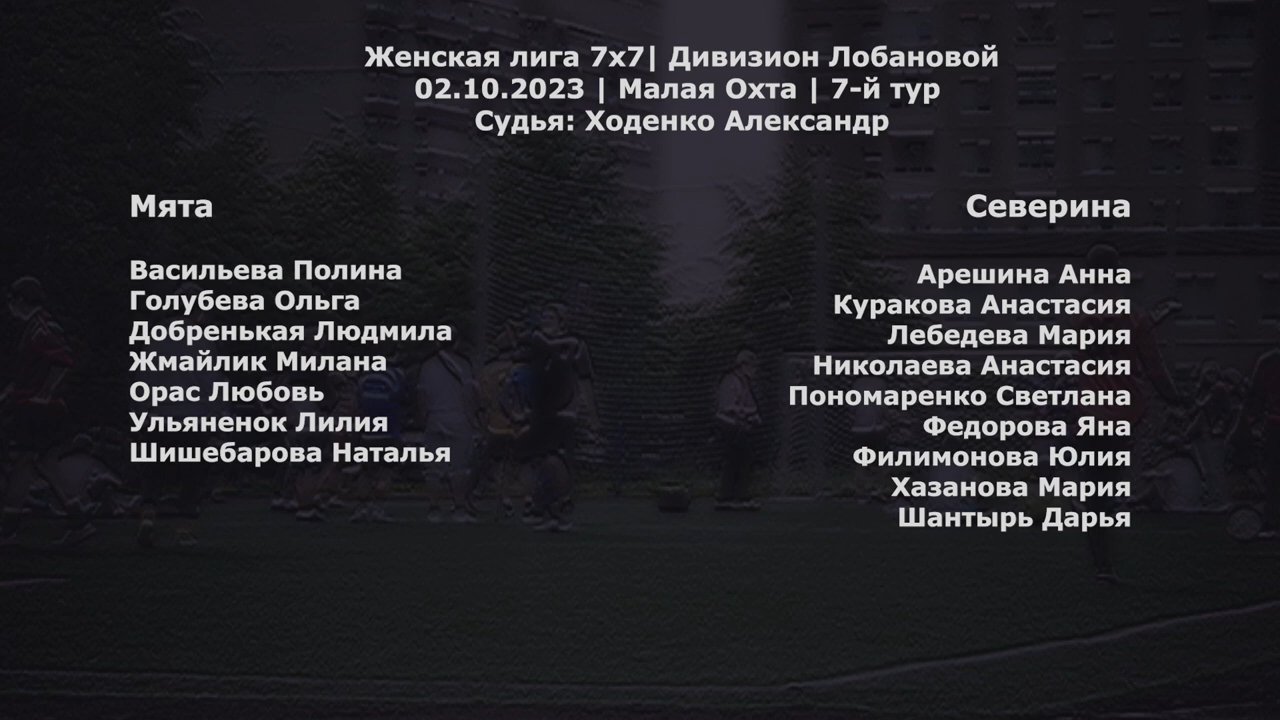 Женская лига 7х7| Дивизион Лобановой
02.10.2023 | Малая Охта | 7-й тур
Судья: Ходенко Александр
Мята
Васильева Полина
Голубева Ольга
Добренькая Людмила
Жмайлик Милана
Орас Любовь
Ульяненок Лилия
Шишебарова Наталья
Северина
Арешина Анна
Куракова Анастасия
Лебедева Мария
Николаева Анастасия
Пономаренко Светлана
Федорова Яна
Филимонова Юлия
Хазанова Мария
Шантырь Дарья